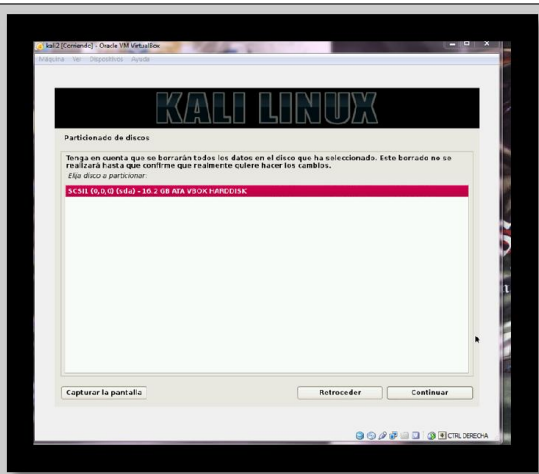 kali2 [Corriendo] - Oracle VM VirtualBox
Máquina Ver Dispositivos Ayuda
KALI LINUX
Particionado de discos
Tenga en cuenta que se borrarán todos los datos en el disco que ha seleccionado. Este borrado no se
realizará hasta que confirme que realmente quiere hacer los cambios.
Elija disco a particionar:
SCSI1 (0,0,0) (sda) - 16.2 GB ATA VBOX HARDDISK
Capturar la pantalla
Retroceder
Continuar
CTRL DERECHA